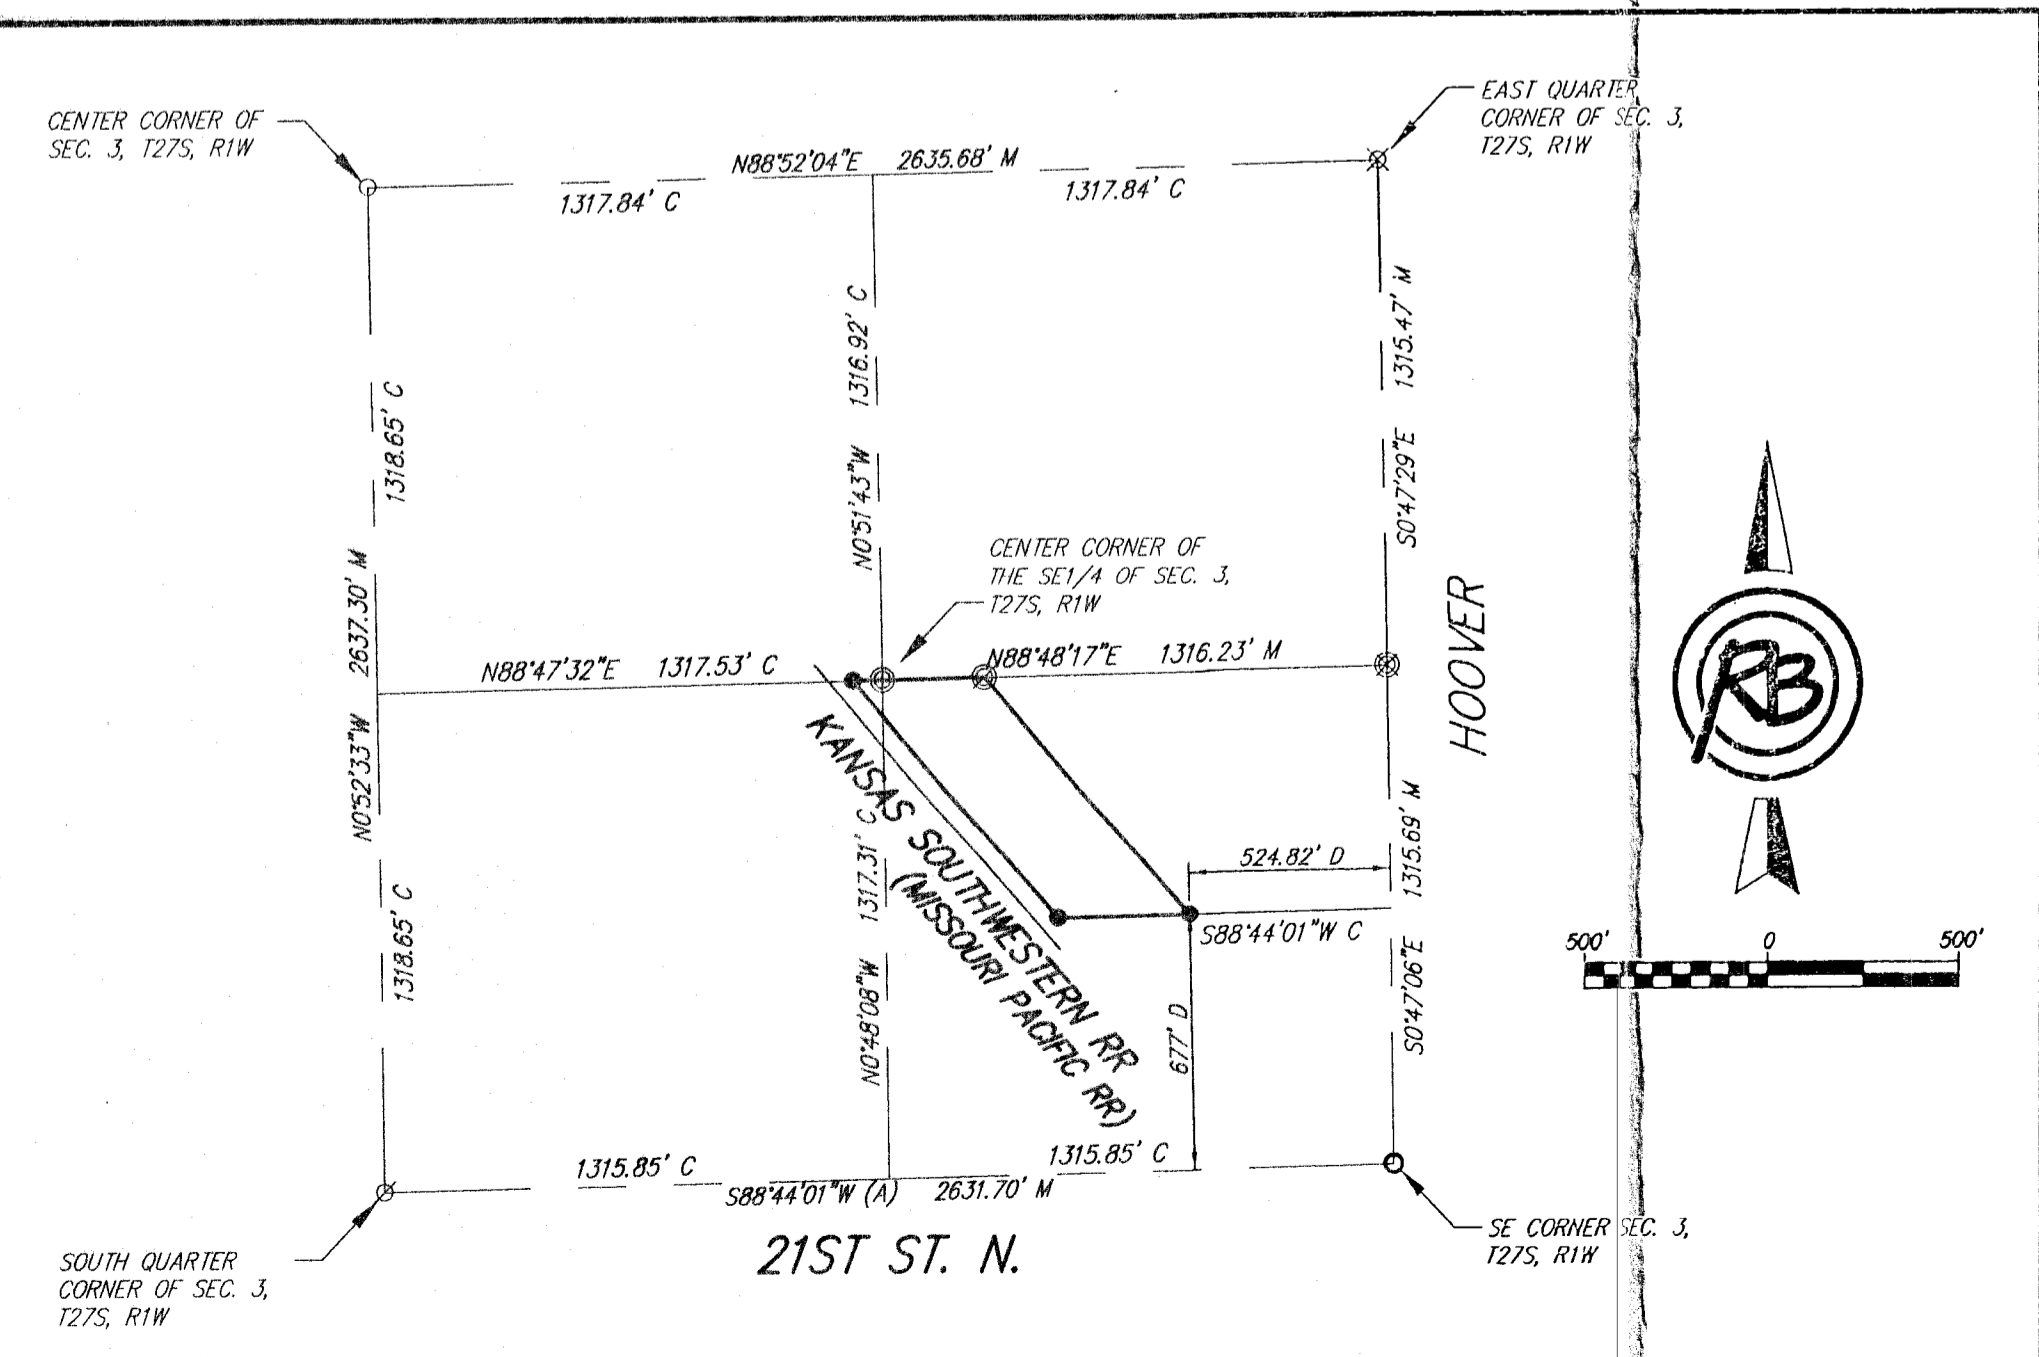 CENTER CORNER OF
SEC. 3, T27S, R1W
EAST QUARTER
CORNER OF SEC. 3,
T27S, R1W
N88°52'04"E 2635.68' M
1317.84' C
1317.84' C
1318.65' C
N0°51'43"W 1316.92' C
S0°47'29"E 1315.47' M
CENTER CORNER OF
THE SE1/4 OF SEC. 3,
T27S, R1W
N0°52'33"W 2637.30' M
N88°47'32"E 1317.53' C
N88°48'17"E 1316.23' M
HOOVER
RB
KANSAS SOUTHWESTERN RR
(MISSOURI PACIFIC RR)
524.82' D
S88°44'01"W C
1318.65' C
N0°48'08"W 1317.31' C
677' D
S0°47'06"E 1315.69' M
500' 0 500'
1315.85' C
1315.85' C
S88°44'01"W (A) 2631.70' M
21ST ST. N.
SOUTH QUARTER
CORNER OF SEC. 3,
T27S, R1W
SE CORNER SEC. 3,
T27S, R1W